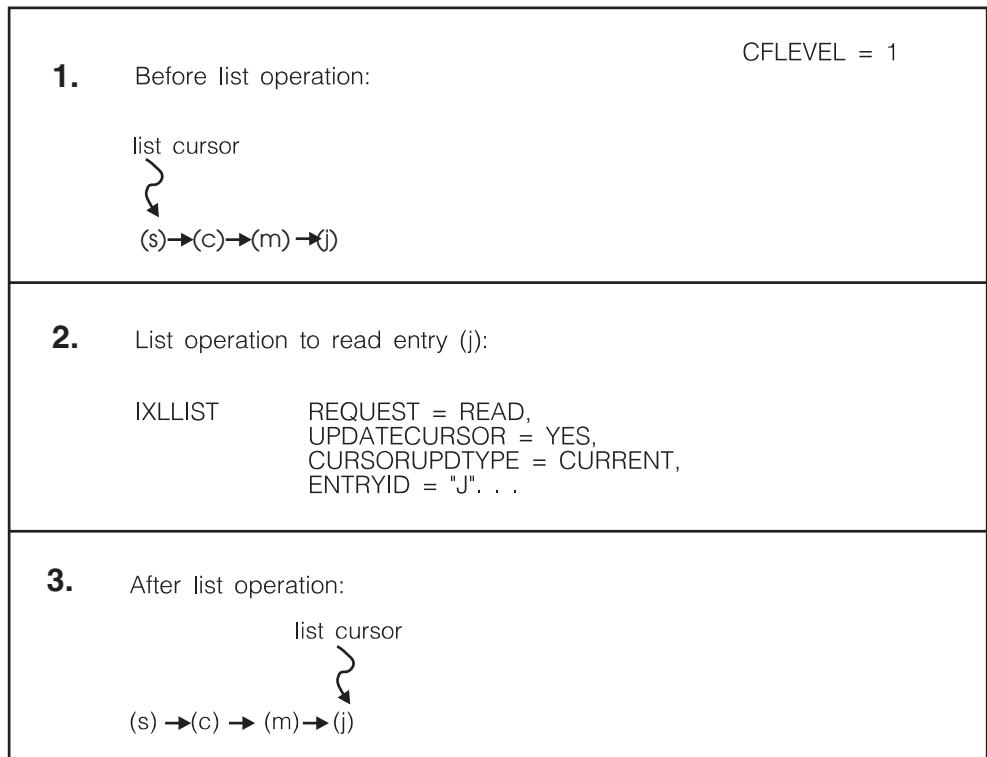 CFLEVEL = 1
1. Before list operation:
list cursor
(s)→(c)→(m)→(j)
2. List operation to read entry (j):
IXLLIST REQUEST = READ,
UPDATECURSOR = YES,
CURSORUPDTYPE = CURRENT,
ENTRYID = "J". . .
3. After list operation:
list cursor
(s)→(c)→(m)→(j)